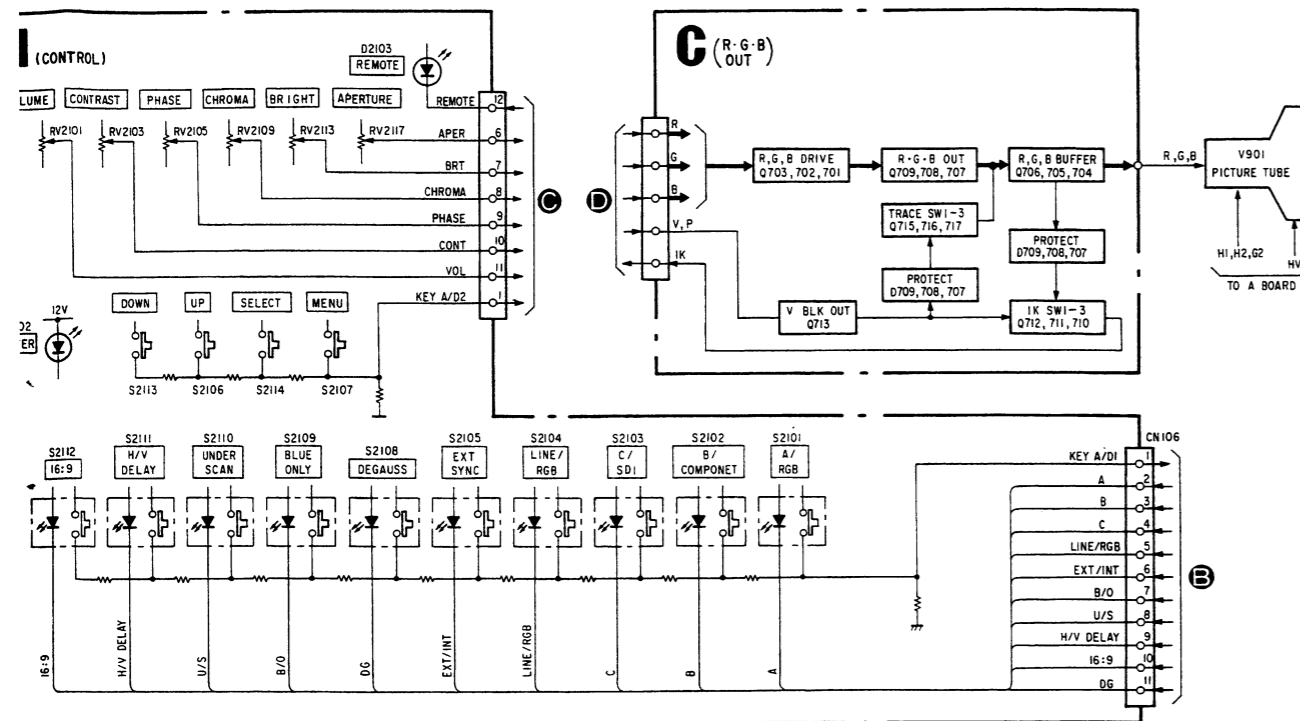 (CONTROL)
D2103
REMOTE
LUME
CONTRAST
PHASE
CHROMA
BRIGHT
APERTURE
RV2101
RV2103
RV2105
RV2109
RV2113
RV2117
REMOTE 12
APER 6
BRT 7
CHROMA 8
PHASE 9
CONT 10
VOL 11
KEY A/D2 1
C
12V
D2
ER
DOWN
UP
SELECT
MENU
S2113
S2106
S2114
S2107
C (R·G·B OUT)
D
R
G
B
V,P
IK
R,G,B DRIVE
Q703,702,701
R·G·B OUT
Q709,708,707
R,G,B BUFFER
Q706,705,704
TRACE SW1-3
Q715,716,717
PROTECT
D709,708,707
PROTECT
D709,708,707
V BLK OUT
Q713
IK SW1-3
Q712,711,710
R,G,B
V901
PICTURE TUBE
H1,H2,G2
HV
TO A BOARD
S2112
16:9
S2111
H/V
DELAY
S2110
UNDER
SCAN
S2109
BLUE
ONLY
S2108
DEGAUSS
S2105
EXT
SYNC
S2104
LINE/
RGB
S2103
C/
SDI
S2102
B/
COMPONET
S2101
A/
RGB
16:9
H/V DELAY
U/S
B/O
DG
EXT/INT
LINE/RGB
C
B
A
CN106
KEY A/D1 1
A 2
B 3
C 4
LINE/RGB 5
EXT/INT 6
B/O 7
U/S 8
H/V DELAY 9
16:9 10
DG 11
B